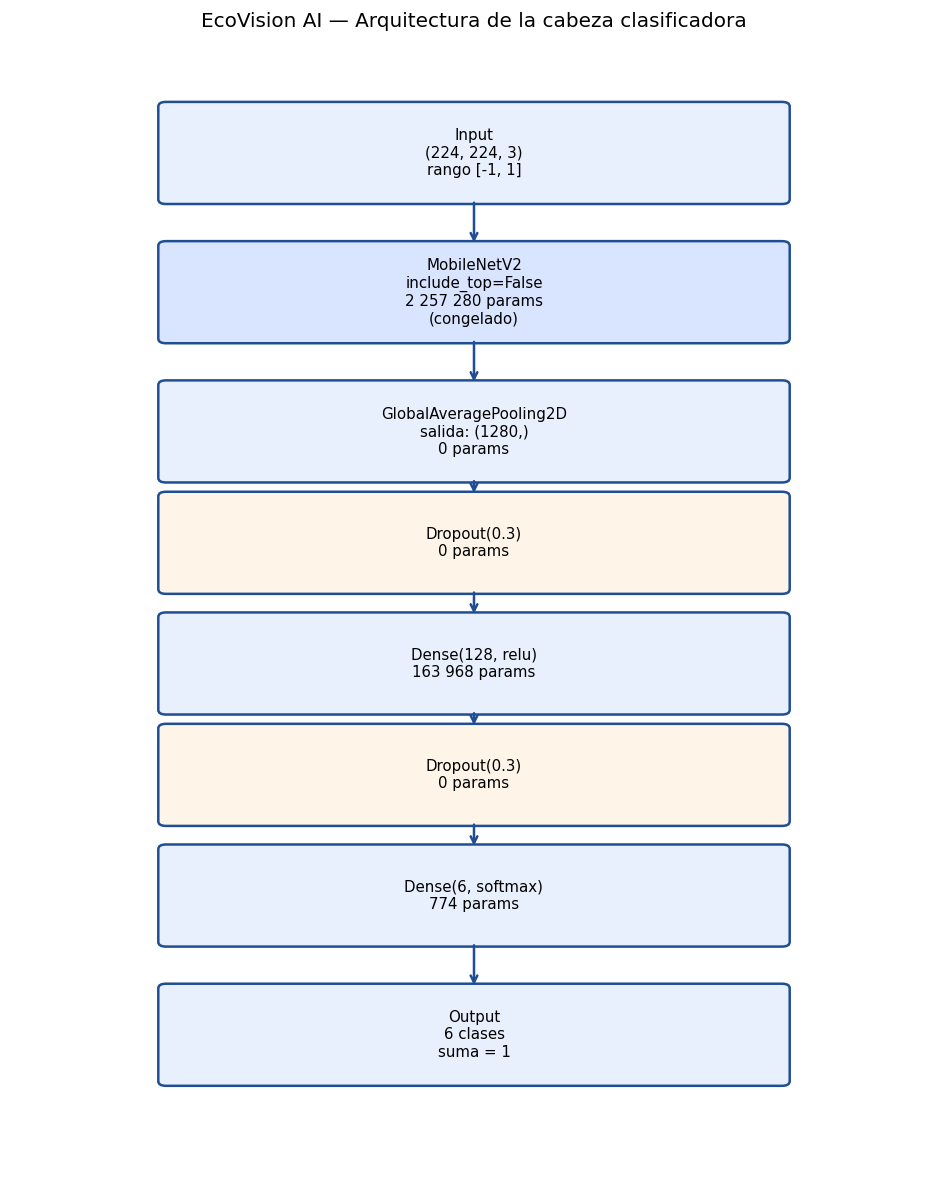 EcoVision AI — Arquitectura de la cabeza clasificadora
Input
(224, 224, 3)
rango [-1, 1]
MobileNetV2
include_top=False
2 257 280 params
(congelado)
GlobalAveragePooling2D
salida: (1280,)
0 params
Dropout(0.3)
0 params
Dense(128, relu)
163 968 params
Dropout(0.3)
0 params
Dense(6, softmax)
774 params
Output
6 clases
suma = 1